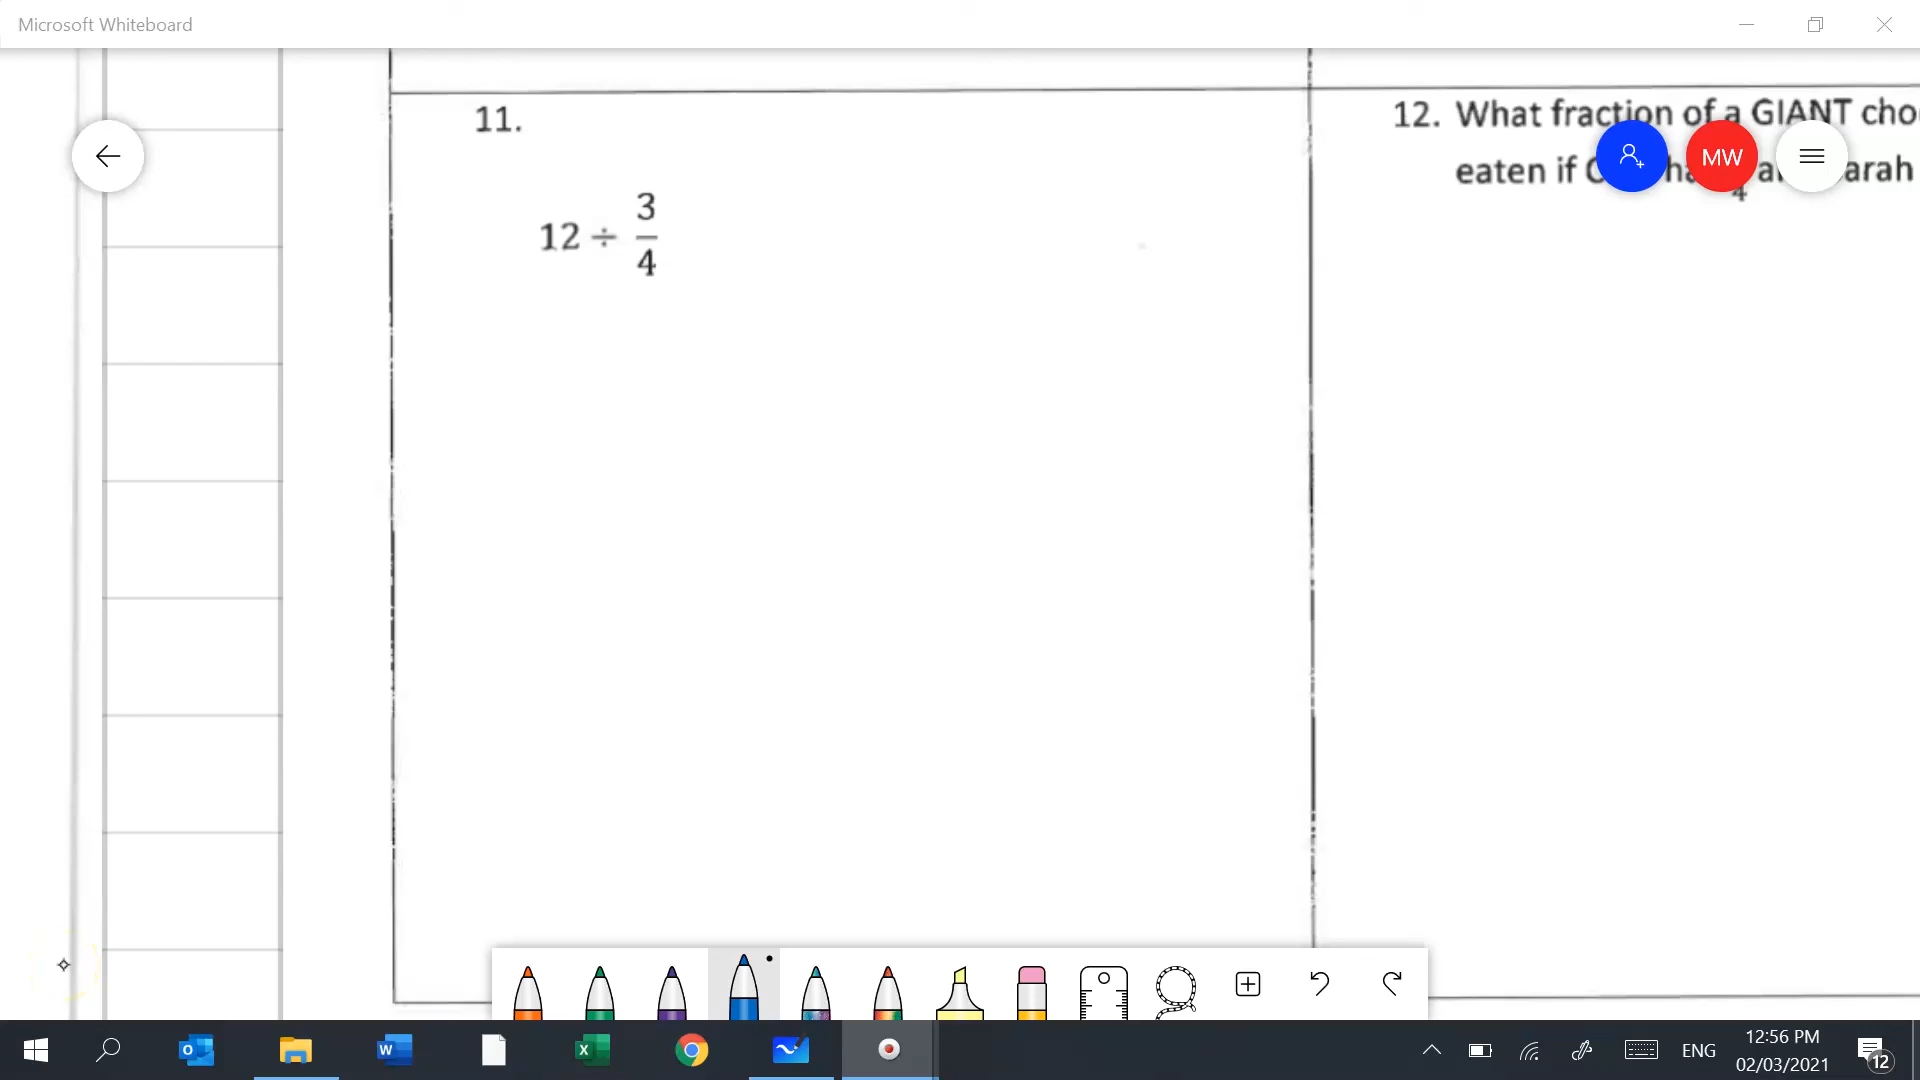 Microsoft Whiteboard
11.
12 ÷ 3/4
12. What fraction of a GIANT
eaten if
4
arah
MW
O
W
X
ENG
12:56 PM
02/03/2021
12